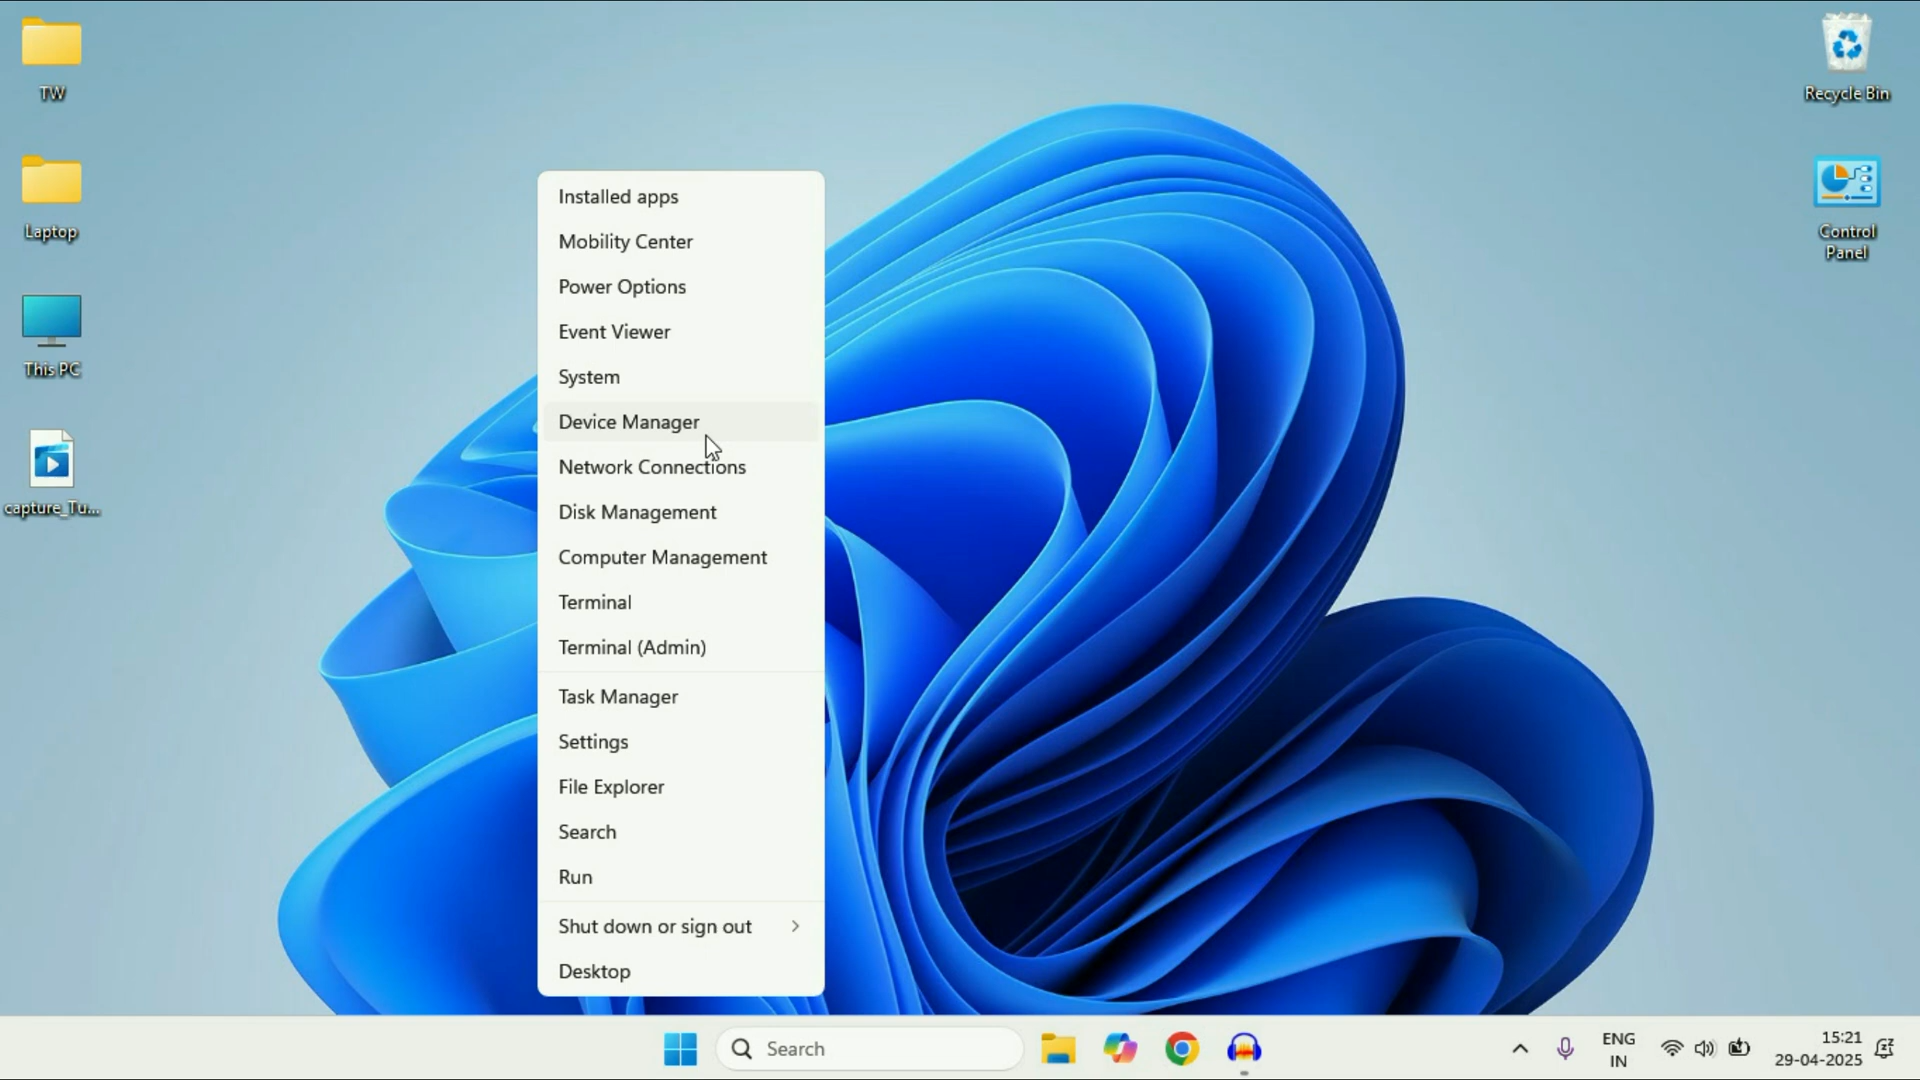 TW
Laptop
This PC
capture_Tu...
Recycle Bin
Control
Panel
Installed apps
Mobility Center
Power Options
Event Viewer
System
Device Manager
Network Connections
Disk Management
Computer Management
Terminal
Terminal (Admin)
Task Manager
Settings
File Explorer
Search
Run
Shut down or sign out
Desktop
Search
ENG
IN
15:21
29-04-2025